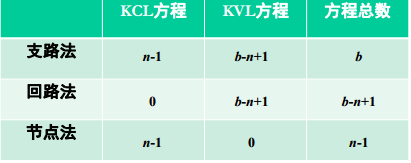 KCL方程 KVL方程 方程总数
支路法 n-1 b-n+1 b
回路法 0 b-n+1 b-n+1
节点法 n-1 0 n-1